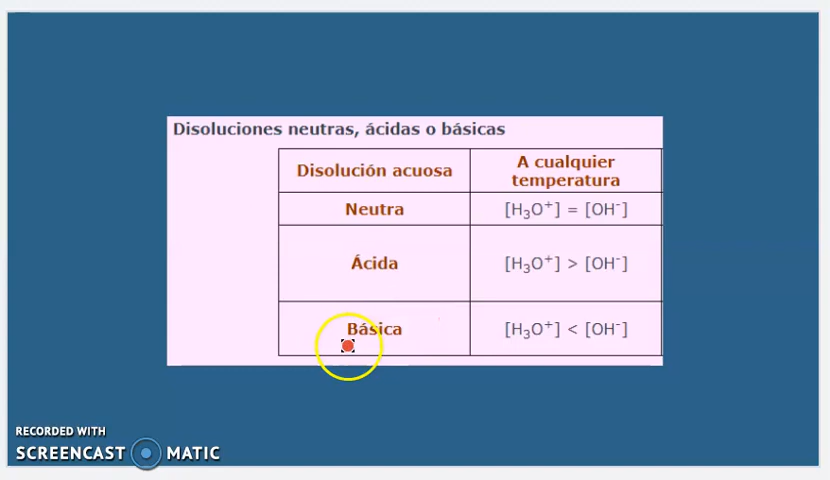 Disoluciones neutras, ácidas o básicas
Disolución acuosa
A cualquier
temperatura
Neutra
[H₃O⁺] = [OH⁻]
Ácida
[H₃O⁺] > [OH⁻]
Básica
[H₃O⁺] < [OH⁻]
RECORDED WITH
SCREENCAST MATIC